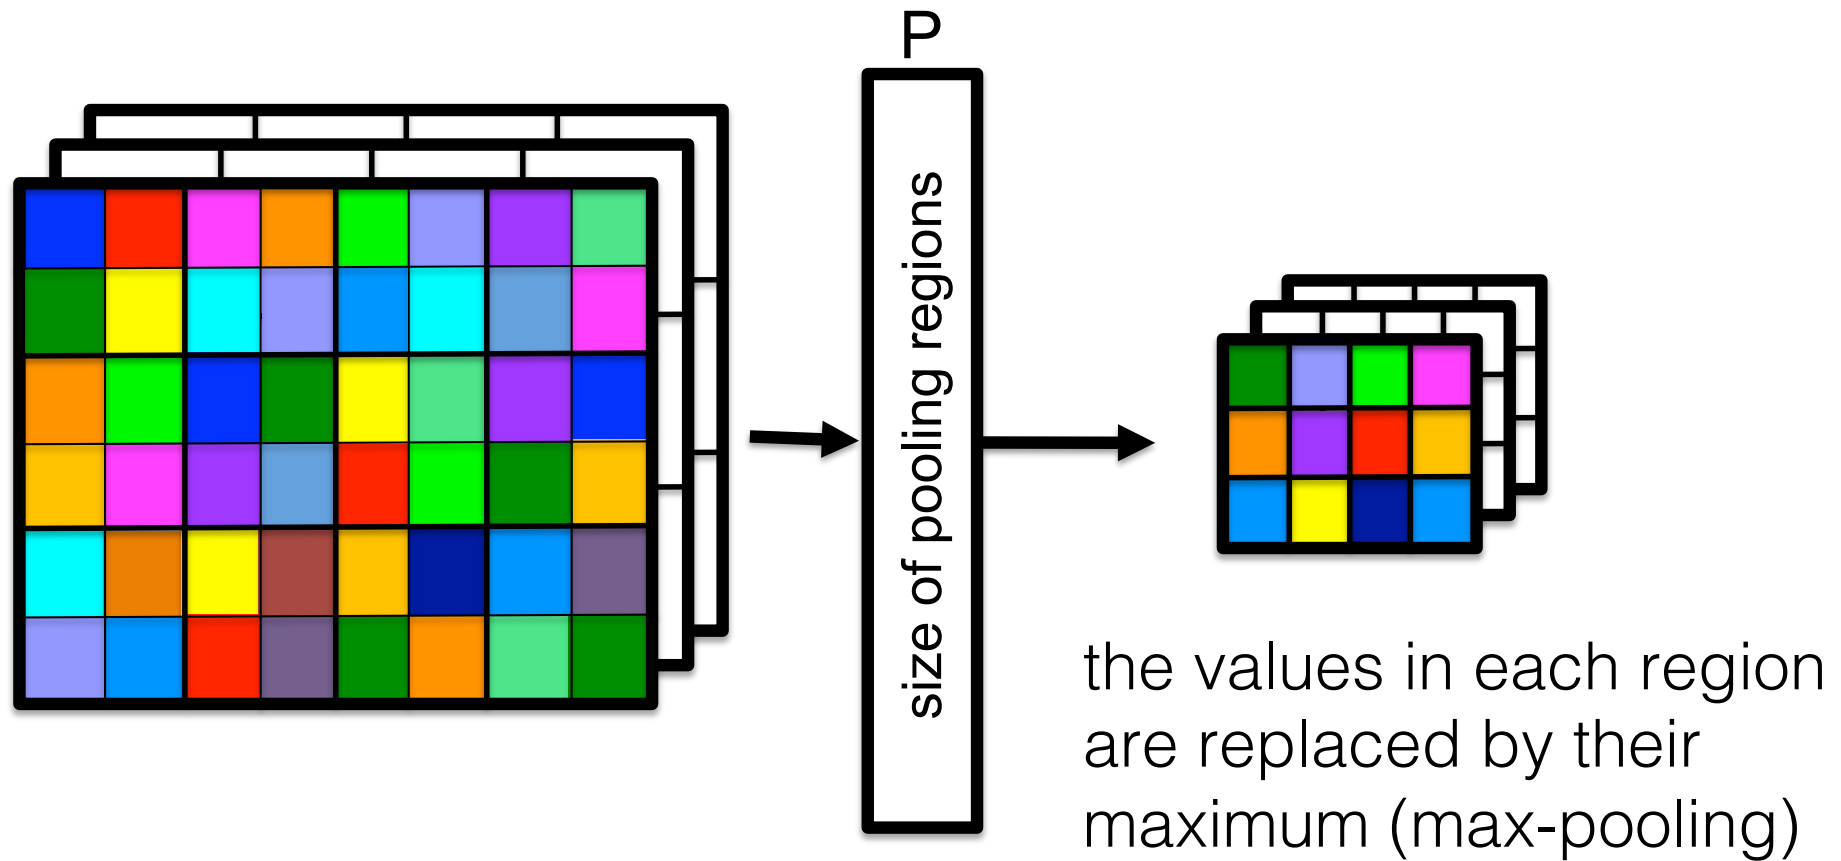 P
size of pooling regions
the values in each region
are replaced by their
maximum (max-pooling)